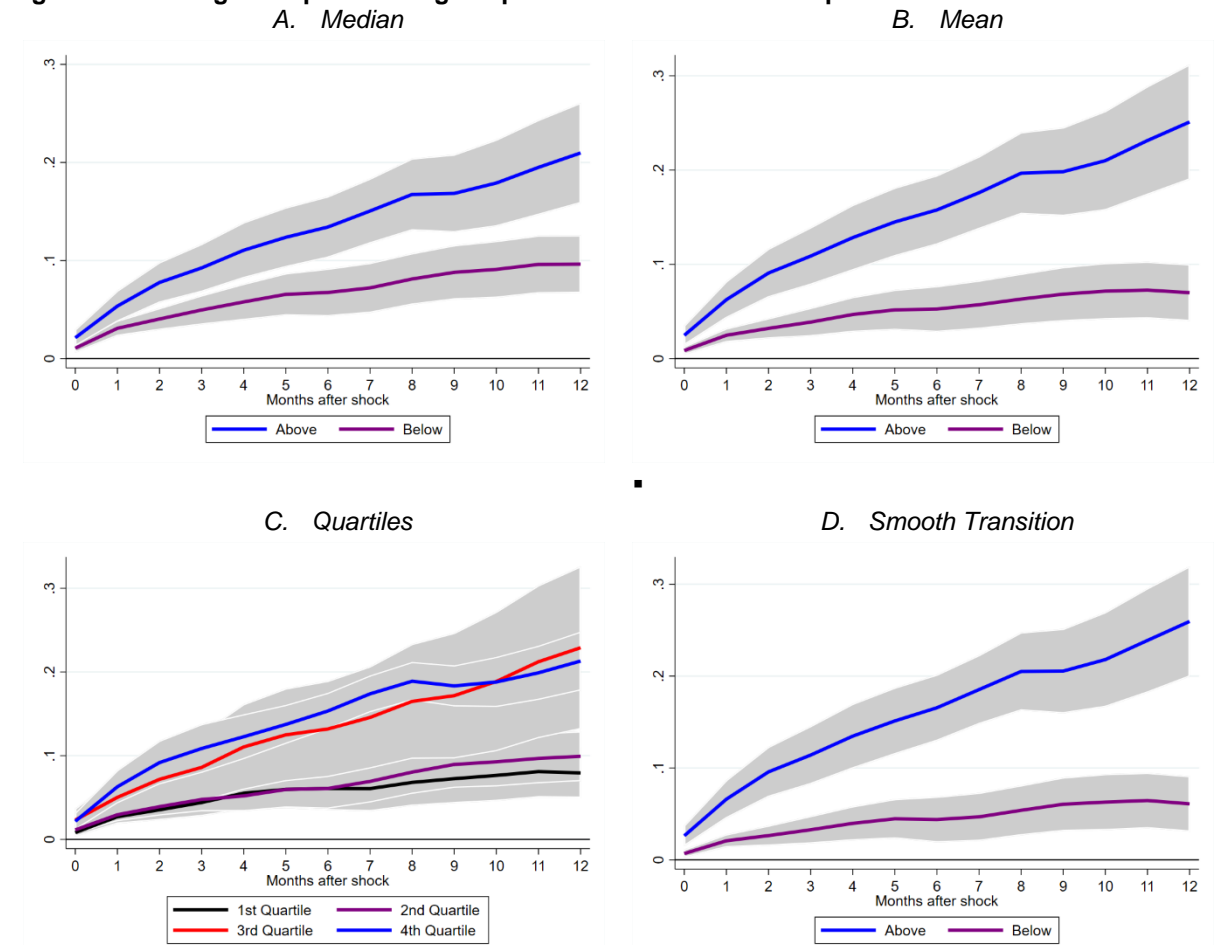 A. Median
.3
.2
.1
0
0 1 2 3 4 5 6 7 8 9 10 11 12
Months after shock
Above Below
B. Mean
.3
.2
.1
0
0 1 2 3 4 5 6 7 8 9 10 11 12
Months after shock
Above Below
C. Quartiles
.3
.2
.1
0
0 1 2 3 4 5 6 7 8 9 10 11 12
Months after shock
1st Quartile 2nd Quartile
3rd Quartile 4th Quartile
D. Smooth Transition
.3
.2
.1
0
0 1 2 3 4 5 6 7 8 9 10 11 12
Months after shock
Above Below